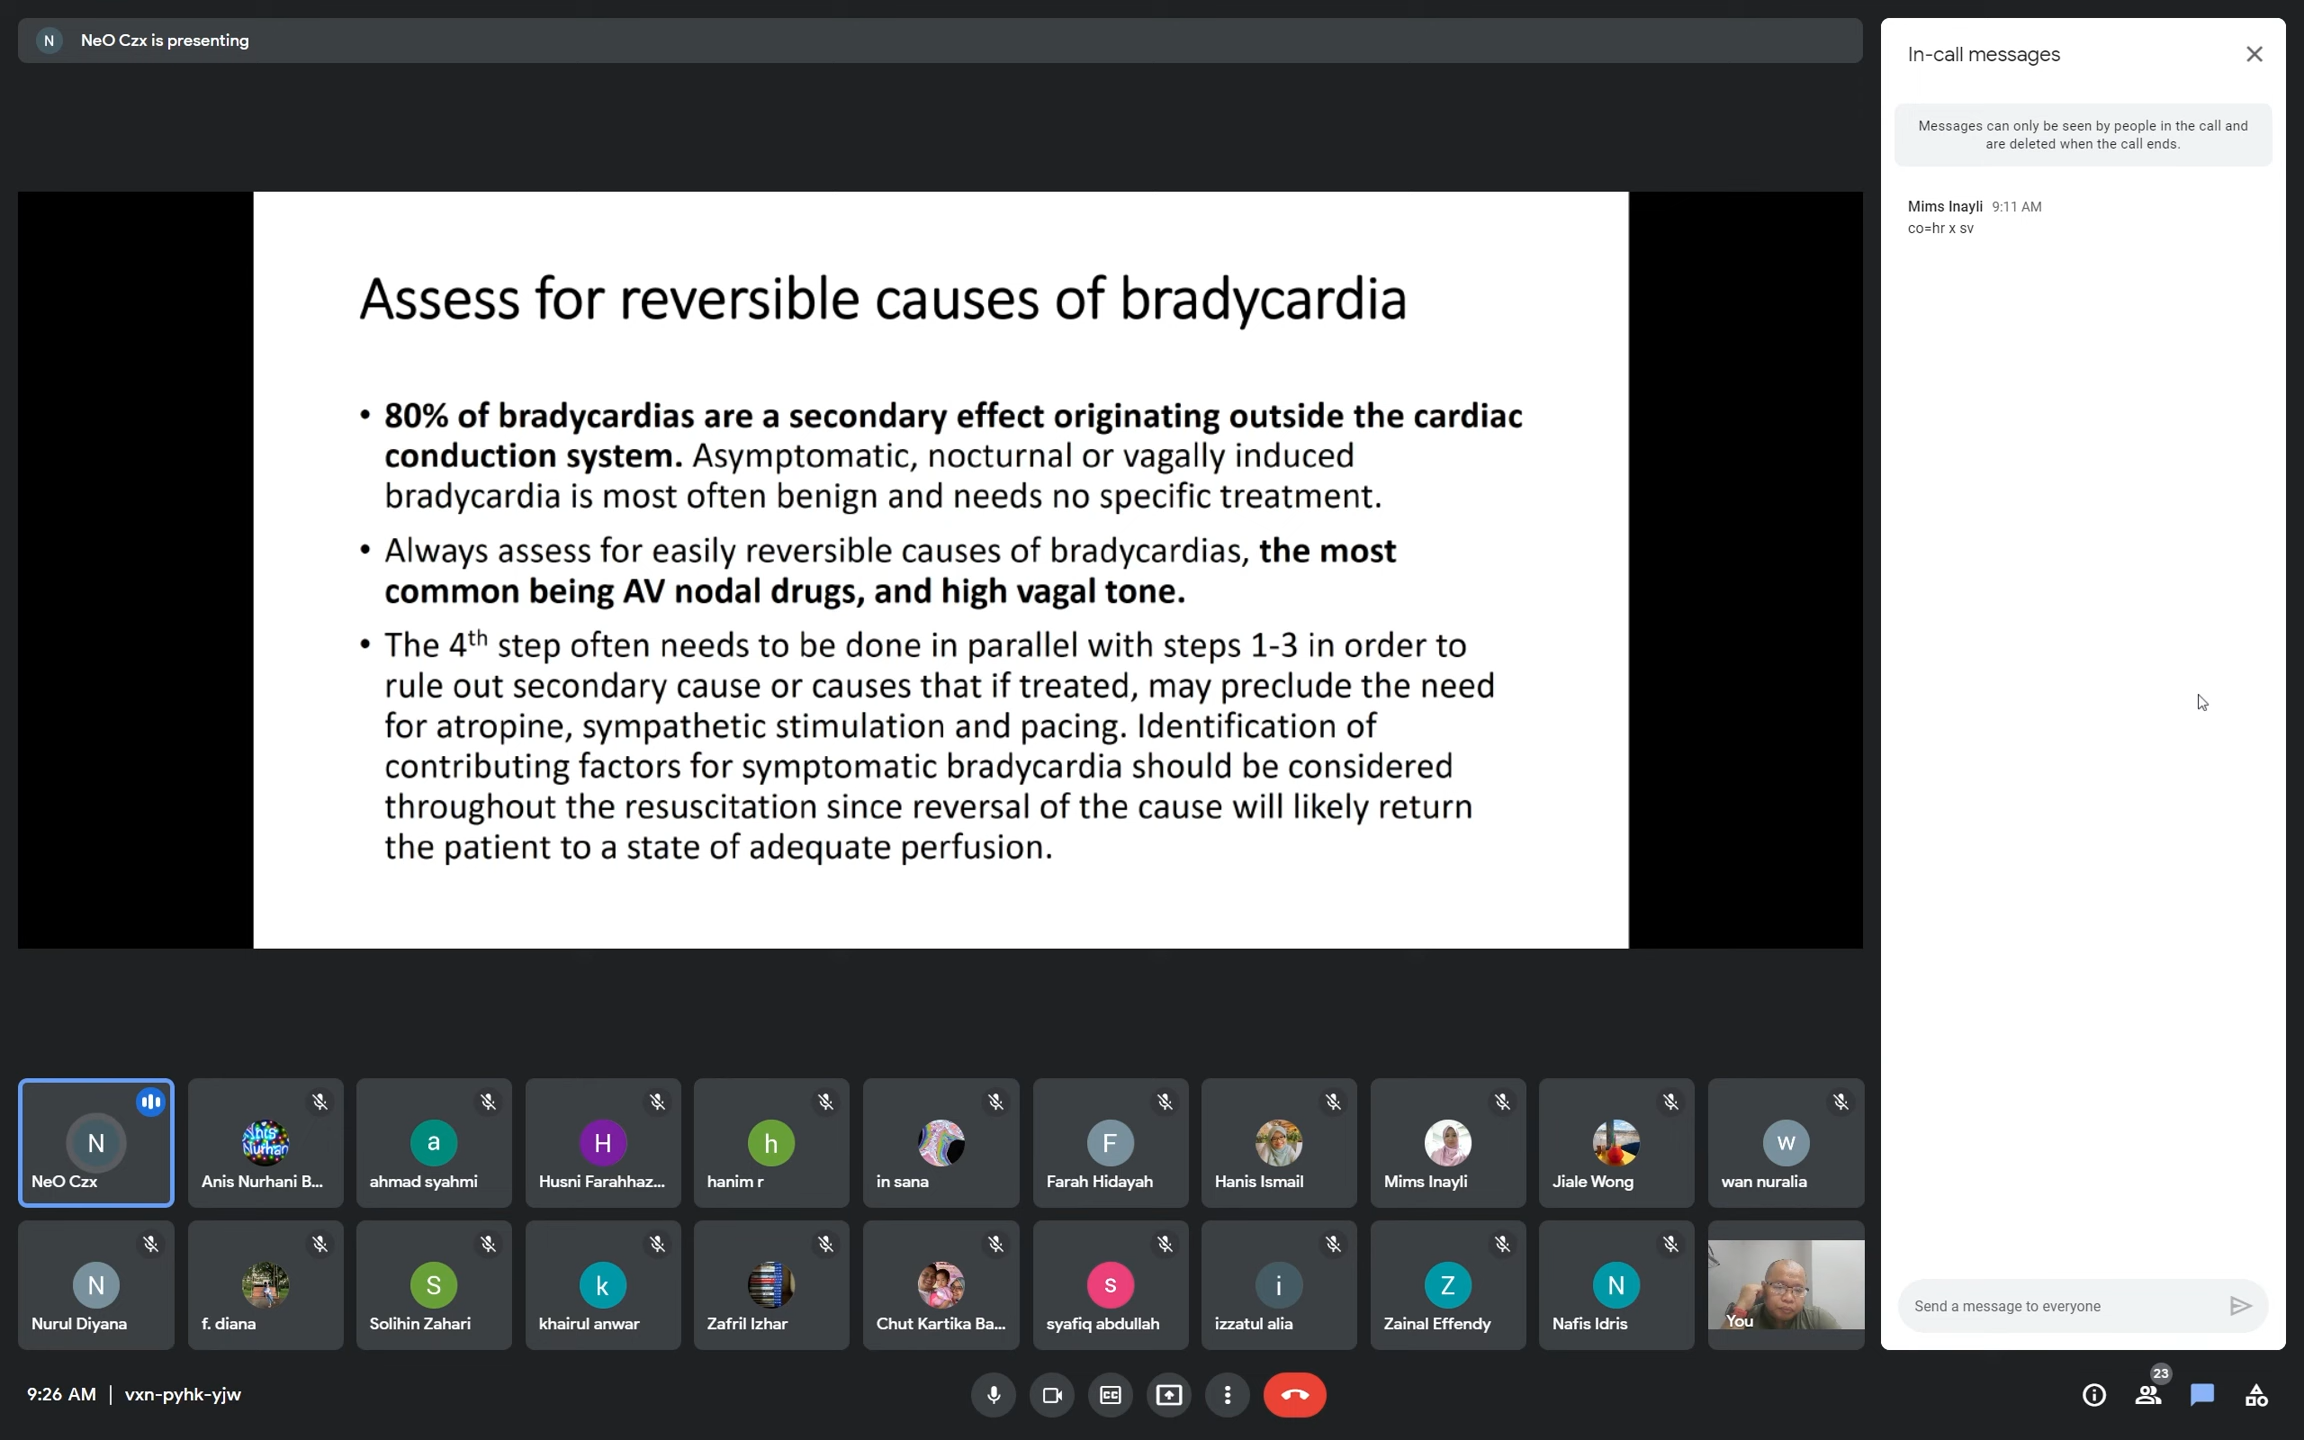 N NeO Czx is presenting
Assess for reversible causes of bradycardia
• 80% of bradycardias are a secondary effect originating outside the cardiac
conduction system. Asymptomatic, nocturnal or vagally induced
bradycardia is most often benign and needs no specific treatment.
• Always assess for easily reversible causes of bradycardias, the most
common being AV nodal drugs, and high vagal tone.
• The 4th step often needs to be done in parallel with steps 1-3 in order to
rule out secondary cause or causes that if treated, may preclude the need
for atropine, sympathetic stimulation and pacing. Identification of
contributing factors for symptomatic bradycardia should be considered
throughout the resuscitation since reversal of the cause will likely return
the patient to a state of adequate perfusion.
In-call messages
Messages can only be seen by people in the call and
are deleted when the call ends.
Mims Inayli 9:11 AM
co=hr x sv
Send a message to everyone
N
NeO Czx
Anis Nurhani B...
a
ahmad syahmi
H
Husni Farahhaz...
h
hanim r
in sana
F
Farah Hidayah
Hanis Ismail
Mims Inayli
Jiale Wong
w
wan nuralia
N
Nurul Diyana
f. diana
S
Solihin Zahari
k
khairul anwar
Zafril Izhar
Chut Kartika Ba...
s
syafiq abdullah
i
izzatul alia
Z
Zainal Effendy
N
Nafis Idris
You
9:26 AM | vxn-pyhk-yjw
CC
23